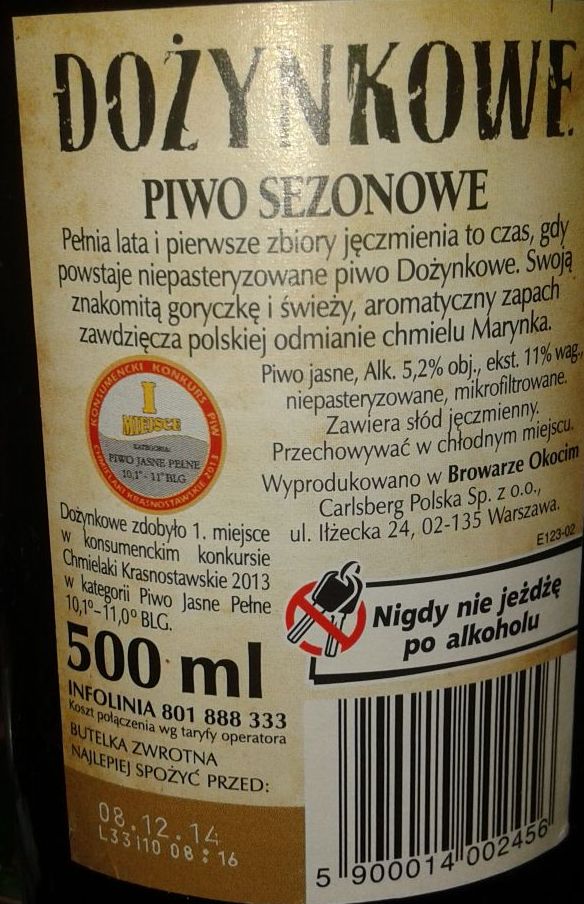 DOŻYNKOWE
PIWO SEZONOWE
Pełnia lata i pierwsze zbiory jęczmienia to czas, gdy
powstaje niepasteryzowane piwo Dożynkowe. Swoją
znakomitą goryczkę i świeży, aromatyczny zapach
zawdzięcza polskiej odmianie chmielu Marynka.
KONSUMENCKI KONKURS PIW
I
MIEJSCE
KATEGORIA:
PIWO JASNE PEŁNE
10,1°- 11°BLG
CHMIELAKI KRASNOSTAWSKIE 2013
Piwo jasne, Alk. 5,2% obj., ekst. 11% wag.,
niepasteryzowane, mikrofiltrowane.
Zawiera słód jęczmienny.
Przechowywać w chłodnym miejscu.
Wyprodukowano w Browarze Okocim
Carlsberg Polska Sp. z o.o.,
ul. Iłżecka 24, 02-135 Warszawa.
E123-02
Dożynkowe zdobyło 1. miejsce
w konsumenckim konkursie
Chmielaki Krasnostawskie 2013
w kategorii Piwo Jasne Pełne
10,1°–11,0° BLG.
Nigdy nie jeżdżę
po alkoholu
500 ml
INFOLINIA 801 888 333
Koszt połączenia wg taryfy operatora
BUTELKA ZWROTNA
NAJLEPIEJ SPOŻYĆ PRZED:
08.12.14
L33110 08:16
5 900014 002456